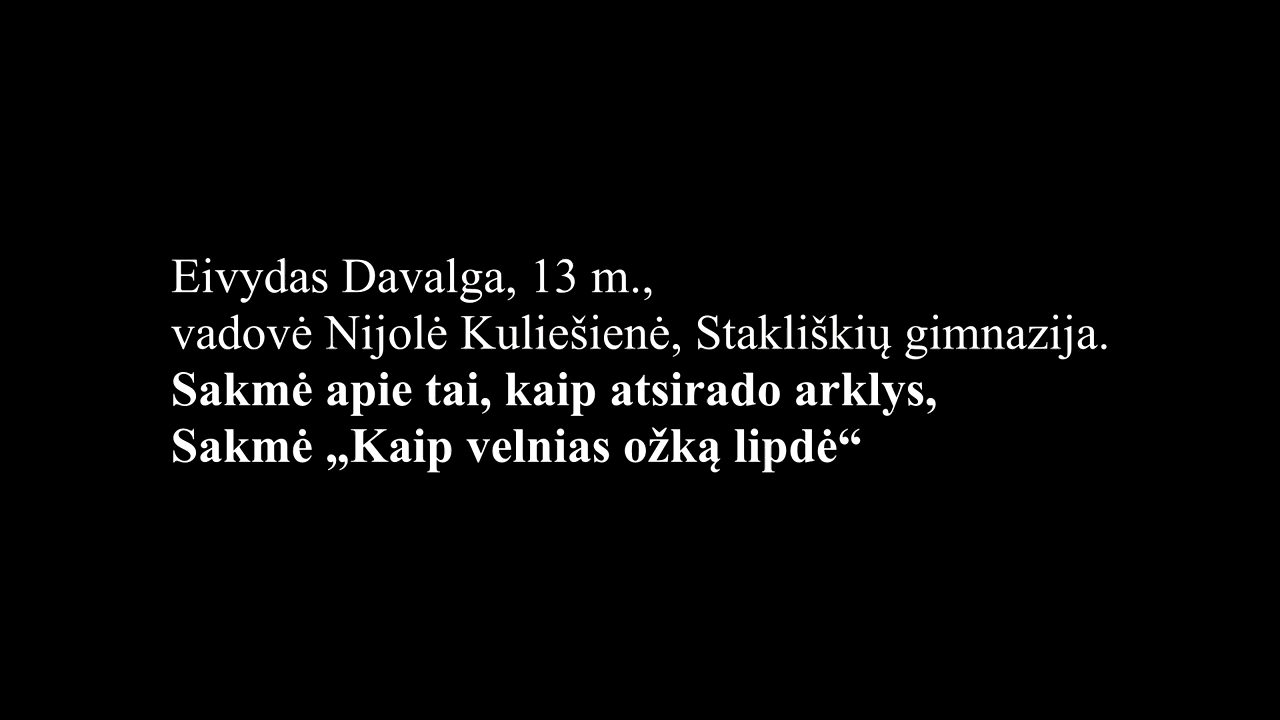 Eivydas Davalga, 13 m.,
vadovė Nijolė Kuliešienė, Stakliškių gimnazija.
Sakmė apie tai, kaip atsirado arklys,
Sakmė „Kaip velnias ožką lipdė“